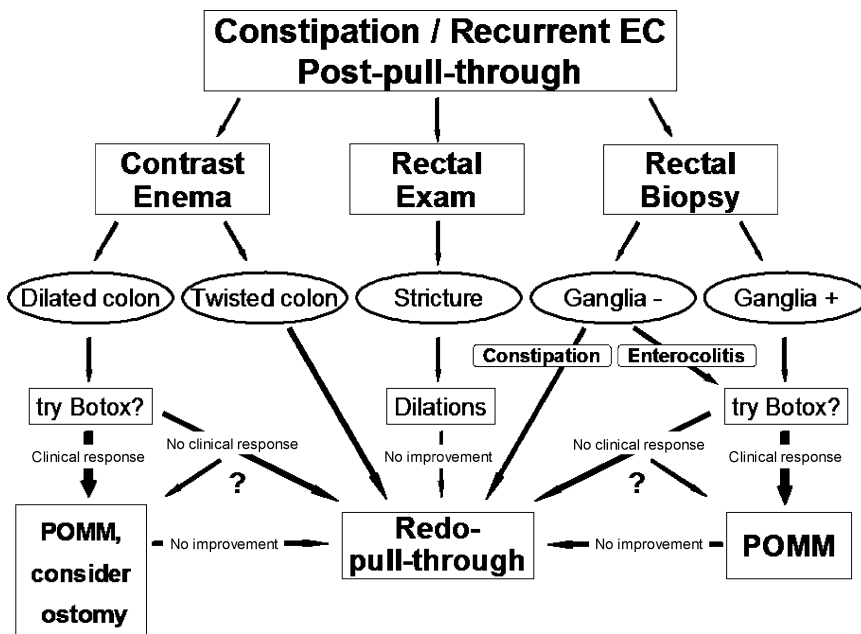 Constipation / Recurrent EC
Post-pull-through
Contrast
Enema
Rectal
Exam
Rectal
Biopsy
Dilated colon
Twisted colon
Stricture
Ganglia -
Ganglia +
Constipation
Enterocolitis
try Botox?
Dilations
try Botox?
Clinical response
No clinical response
No improvement
No clinical response
Clinical response
?
?
POMM,
consider
ostomy
No improvement
Redo-
pull-through
No improvement
POMM